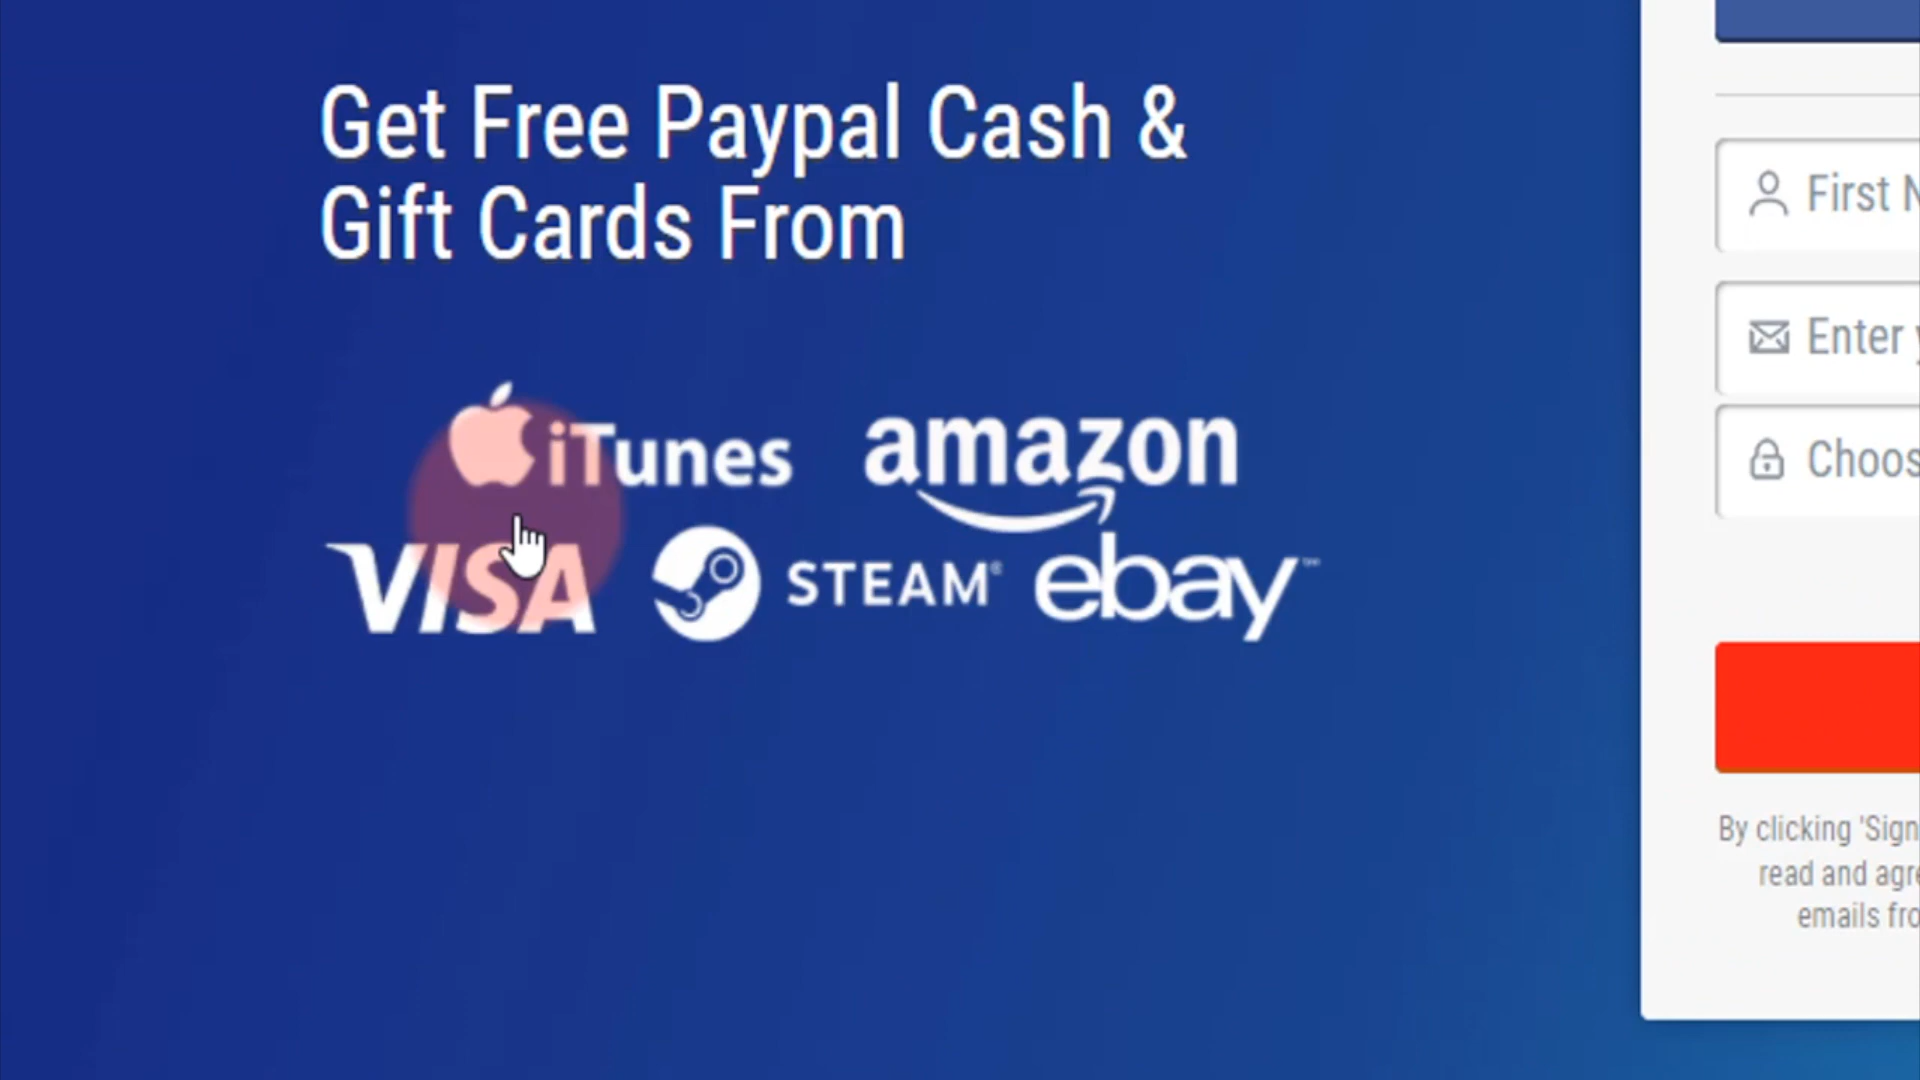 Get Free Paypal Cash &
Gift Cards From
iTunes
amazon
VISA
STEAM®
ebay™
First N
Enter y
Choos
By clicking 'Sign
read and agre
emails fro